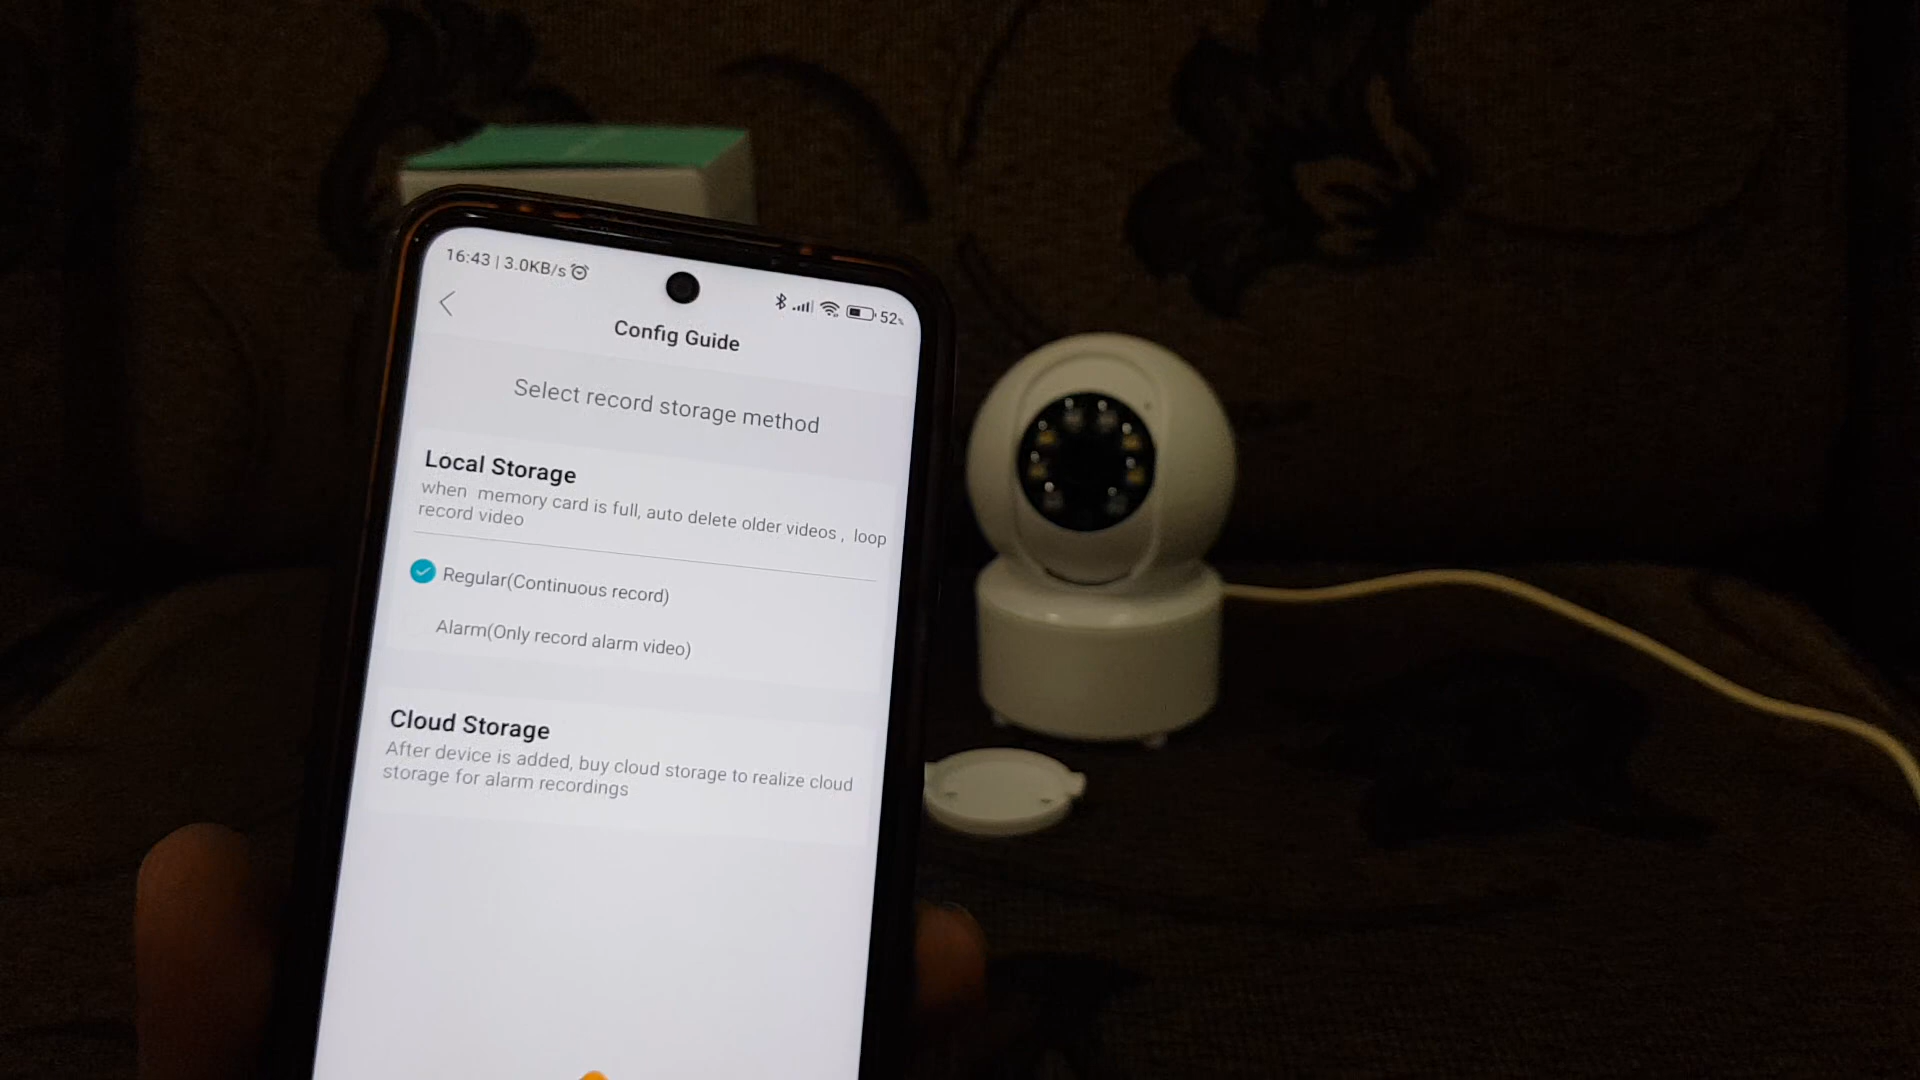 16:43 | 3.0KB/s
52%
Config Guide
Select record storage method
Local Storage
when memory card is full, auto delete older videos , loop
record video
Regular(Continuous record)
Alarm(Only record alarm video)
Cloud Storage
After device is added, buy cloud storage to realize cloud
storage for alarm recordings